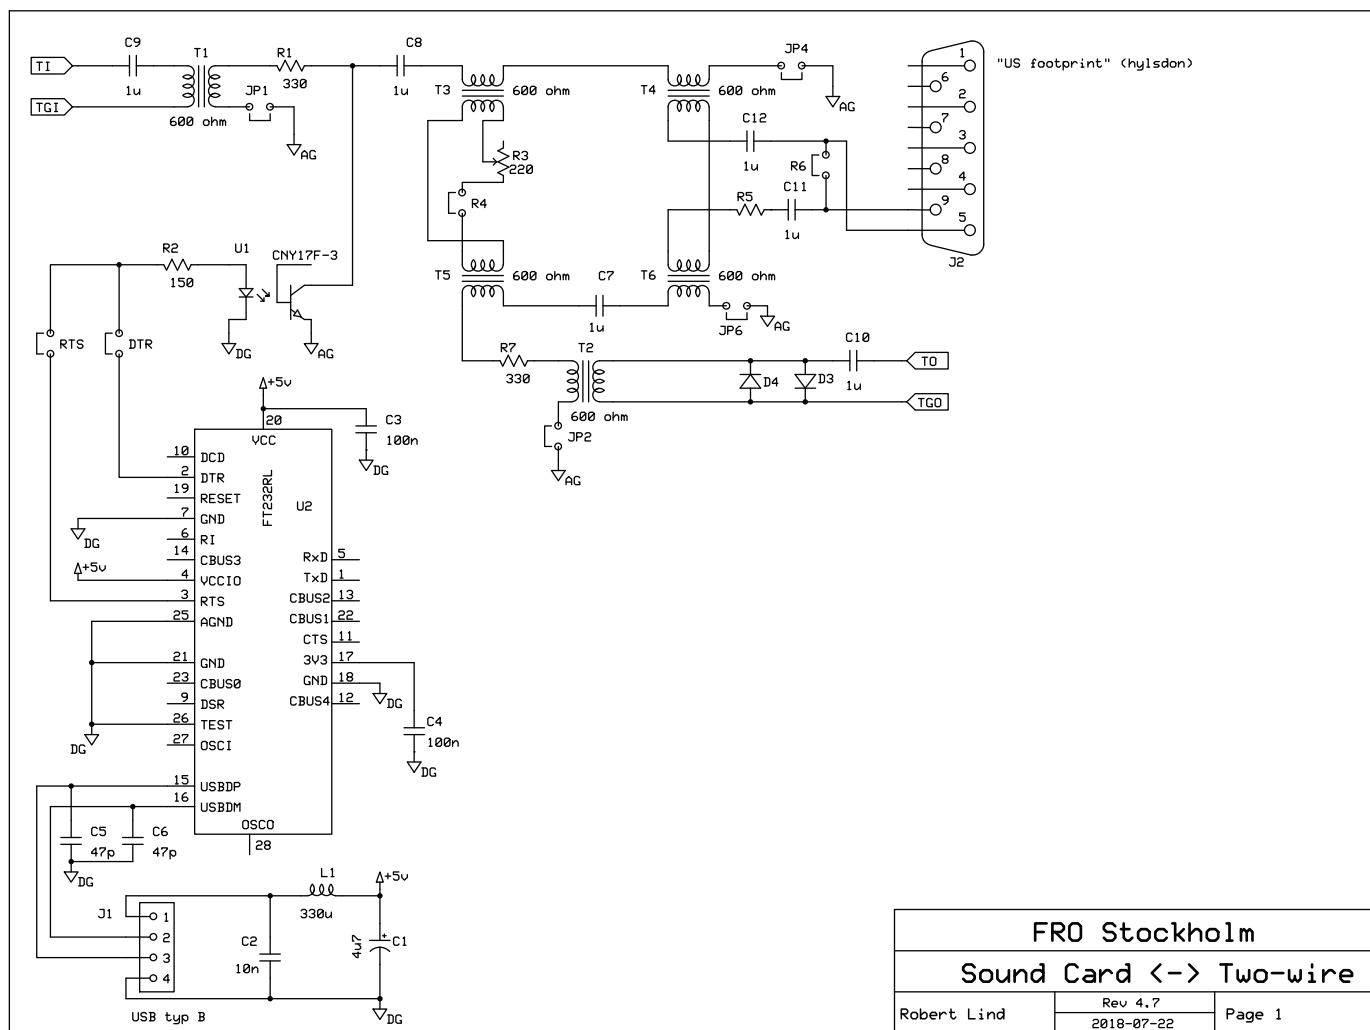 C9
T1
R1
C8
JP4
1
"US footprint" (hylsdon)
TI
1u
330
JP1
1u
T3
600 ohm
T4
600 ohm
6
2
TGI
600 ohm
AG
AG
C12
7
3
R3
220
1u
R6
8
4
R4
R5
C11
9
5
1u
J2
R2
U1
CNY17F-3
150
T5
600 ohm
C7
T6
600 ohm
1u
JP6
AG
RTS
DTR
DG
AG
R7
T2
C10
TO
330
D4
D3
1u
TGO
600 ohm
JP2
AG
+5v
20
VCC
C3
100n
DG
10
DCD
2
DTR
19
RESET
7
GND
DG
6
RI
14
CBUS3
+5v
4
VCCIO
3
RTS
25
AGND
21
GND
23
CBUS0
9
DSR
26
TEST
DG
27
OSCI
15
USBDP
16
USBDM
FT232RL
U2
RxD
5
TxD
1
CBUS2
13
CBUS1
22
CTS
11
3V3
17
GND
18
DG
CBUS4
12
C4
100n
DG
OSCO
28
C5
47p
C6
47p
DG
L1
330u
+5v
J1
1
2
3
4
C2
10n
4u7
+
C1
DG
USB typ B
FRO Stockholm
Sound Card <-> Two-wire
Robert Lind
Rev 4.7
2018-07-22
Page 1